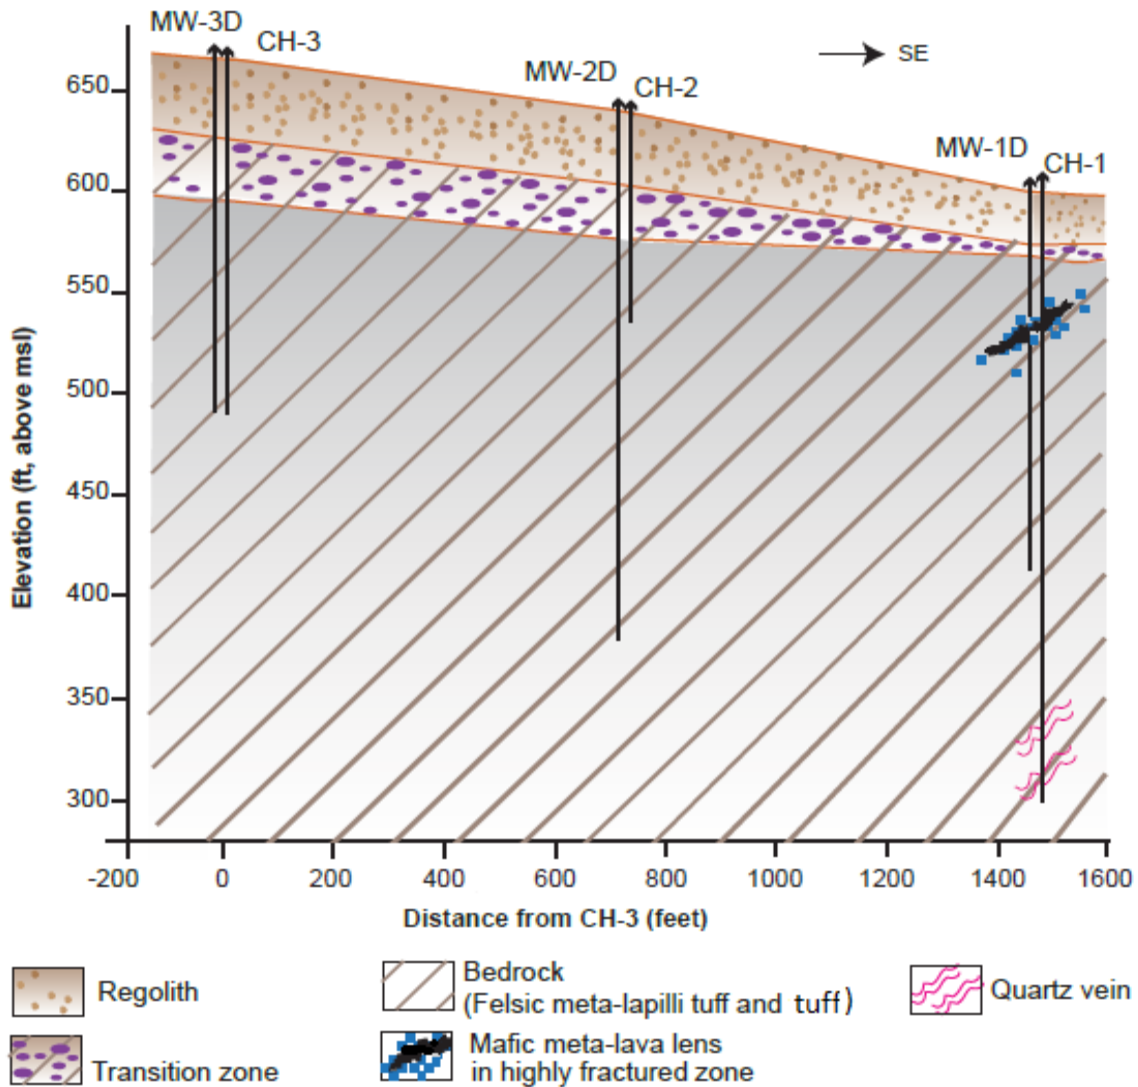 MW-3D
CH-3
MW-2D
CH-2
SE
MW-1D
CH-1
Elevation (ft, above msl)
650
600
550
500
450
400
350
300
-200 0 200 400 600 800 1000 1200 1400 1600
Distance from CH-3 (feet)
Regolith
Transition zone
Bedrock
(Felsic meta-lapilli tuff and tuff)
Mafic meta-lava lens
in highly fractured zone
Quartz vein